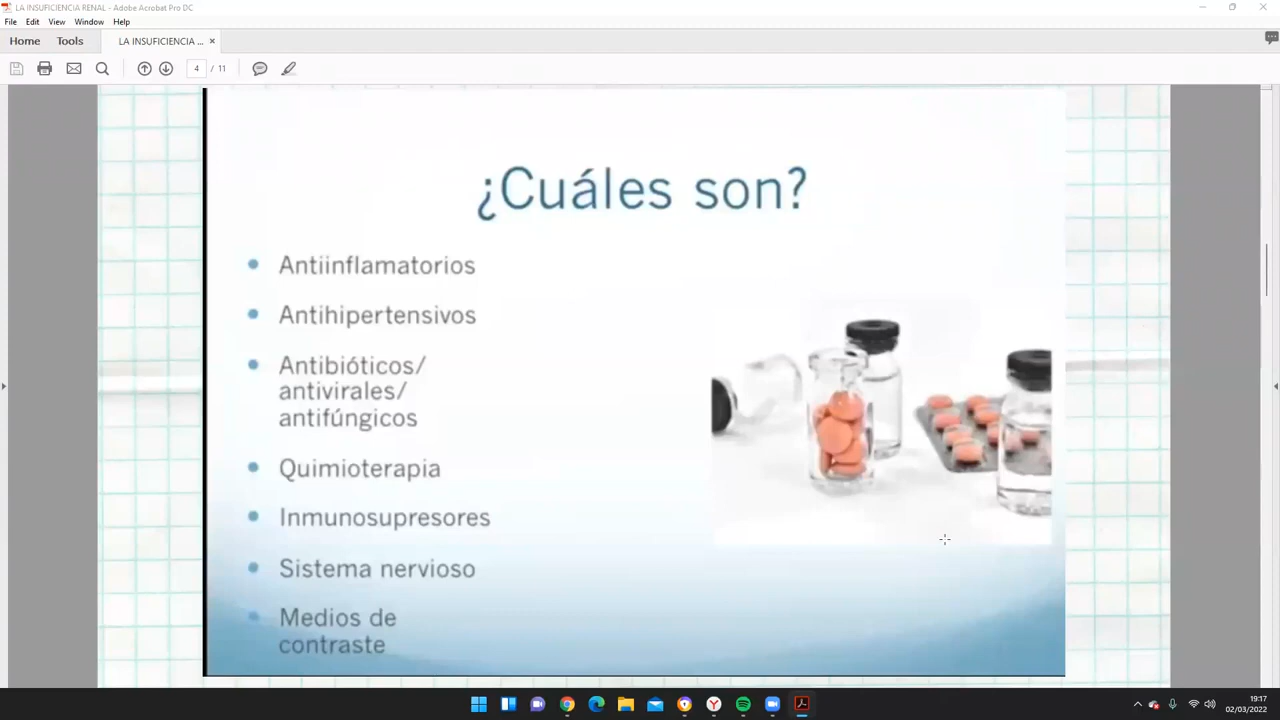 LA INSUFICIENCIA RENAL - Adobe Acrobat Pro DC
File Edit View Window Help
Home Tools LA INSUFICIENCIA ... ×
4 / 11
¿Cuáles son?
Antiinflamatorios
Antihipertensivos
Antibióticos/
antivirales/
antifúngicos
Quimioterapia
Inmunosupresores
Sistema nervioso
Medios de
contraste
19:17
02/03/2022